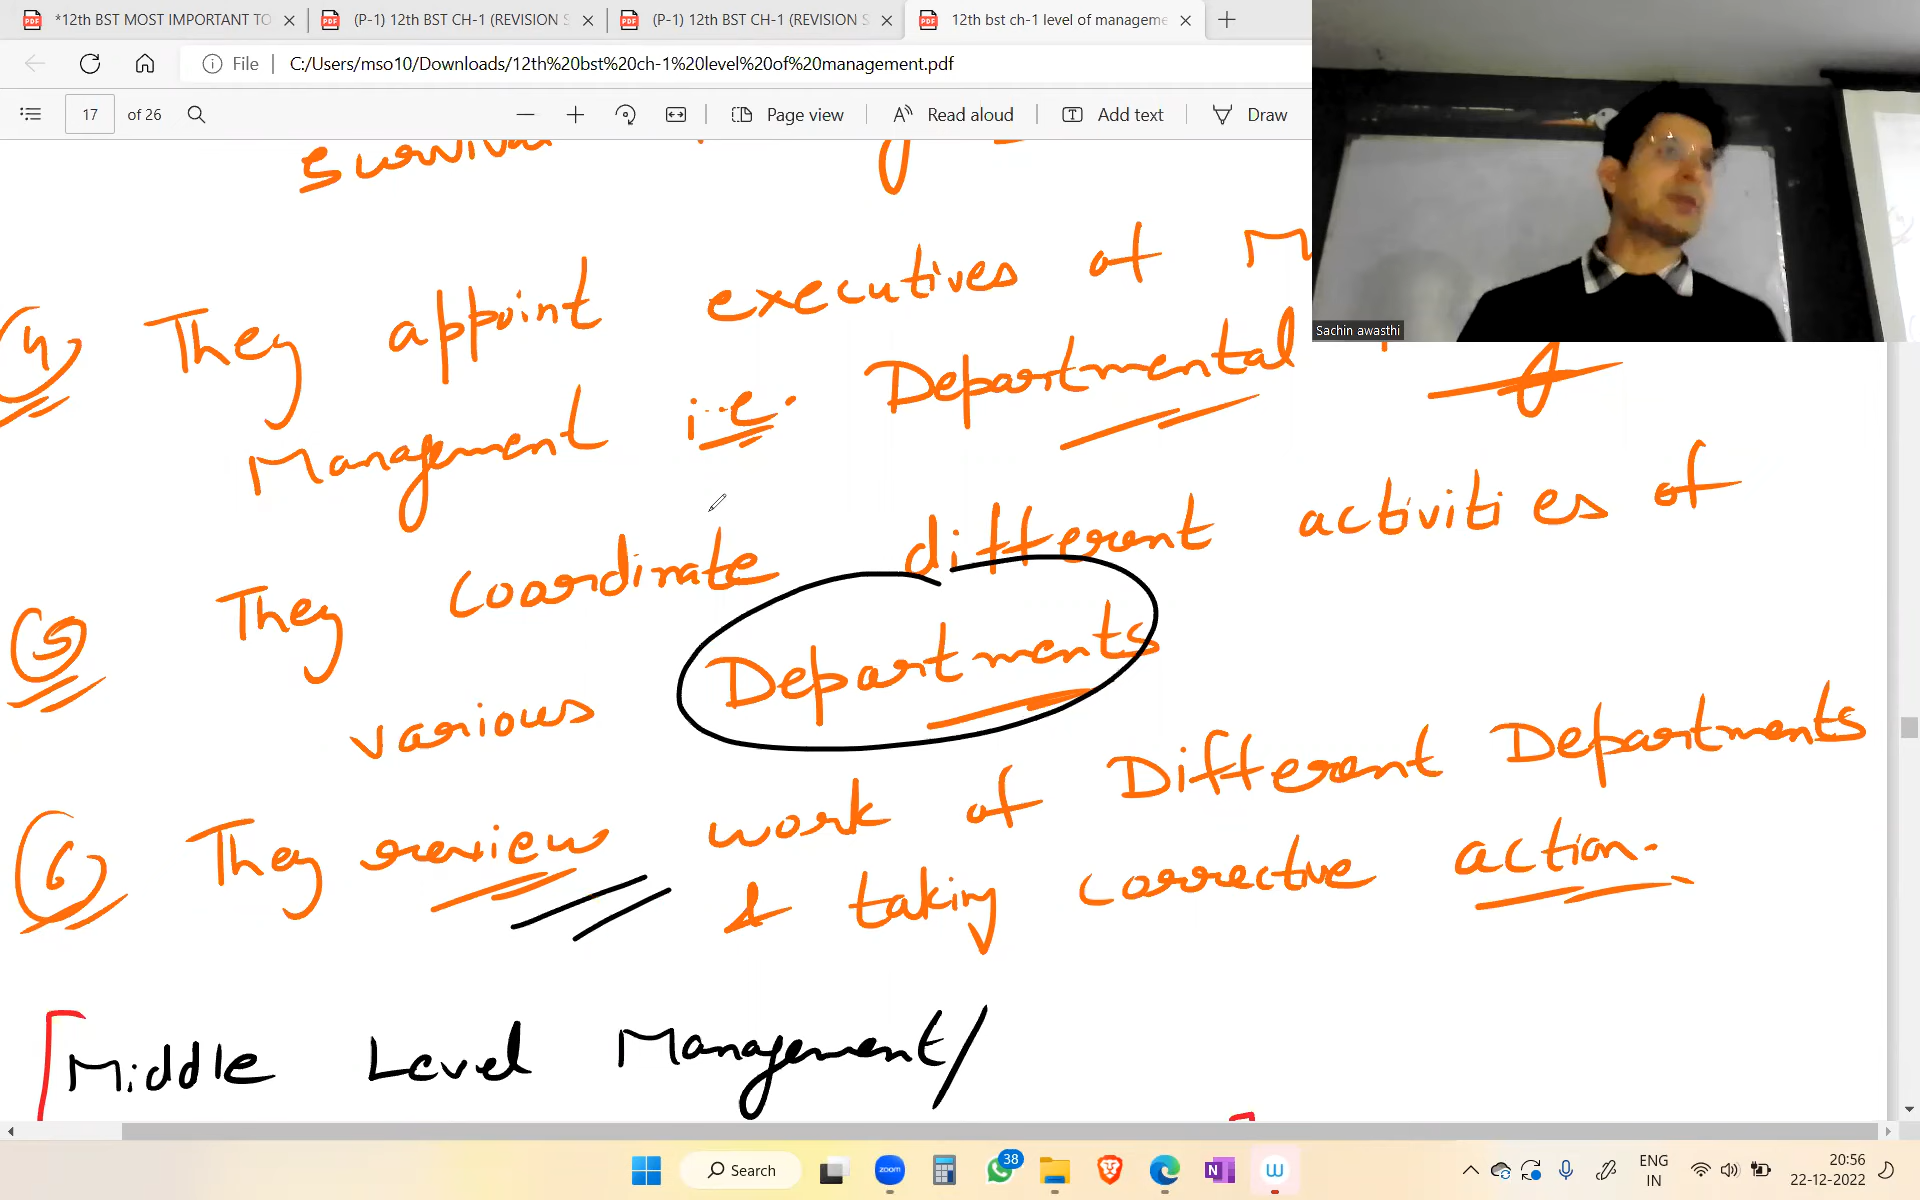 *12th BST MOST IMPORTANT TO
(P-1) 12th BST CH-1 (REVISION S
(P-1) 12th BST CH-1 (REVISION S
12th bst ch-1 level of manageme
File
C:/Users/mso10/Downloads/12th%20bst%20ch-1%20level%20of%20management.pdf
17 of 26
Page view
Read aloud
Add text
Draw
Sachin awasthi
(4) They appoint executives of M
Management i.e. Departmental
(5) They coordinate different activities of
various Departments
(6) They review work of Different Departments
& taking corrective action.
Middle Level Management/
Search
zoom
38
N
W
ENG
IN
20:56
22-12-2022